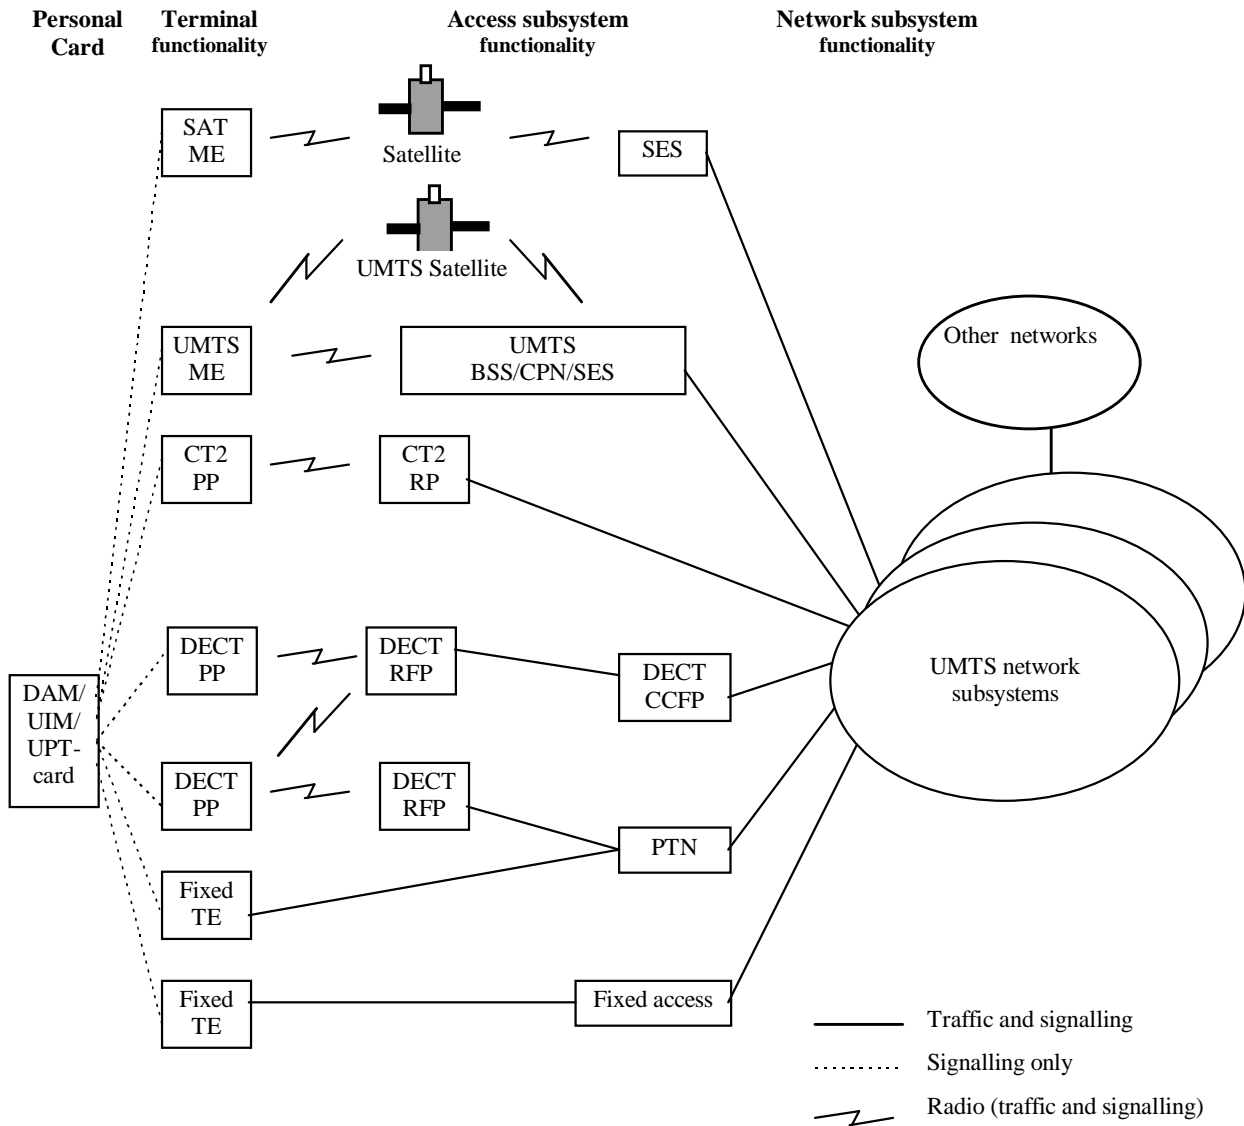 Personal
Card
Terminal
functionality
Access subsystem
functionality
Network subsystem
functionality
SAT
ME
Satellite
SES
UMTS Satellite
UMTS
ME
UMTS
BSS/CPN/SES
Other networks
CT2
PP
CT2
RP
DECT
PP
DECT
RFP
DECT
CCFP
UMTS network
subsystems
DAM/
UIM/
UPT-
card
DECT
PP
DECT
RFP
PTN
Fixed
TE
Fixed
TE
Fixed access
Traffic and signalling
Signalling only
Radio (traffic and signalling)